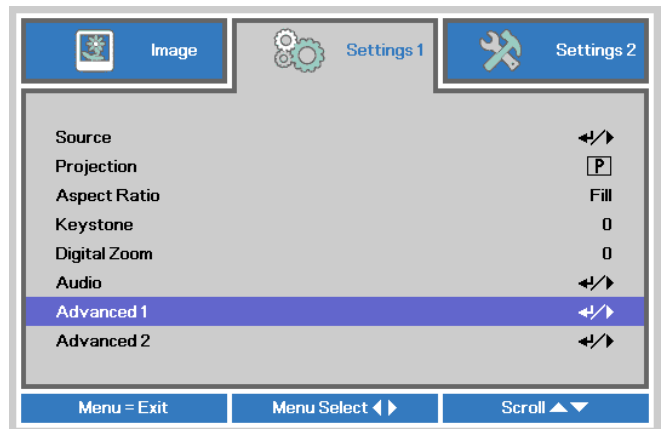 Image Settings 1 Settings 2
Source ↵/▶
Projection P
Aspect Ratio Fill
Keystone 0
Digital Zoom 0
Audio ↵/▶
Advanced 1 ↵/▶
Advanced 2 ↵/▶
Menu = Exit Menu Select ◀▶ Scroll ▲▼